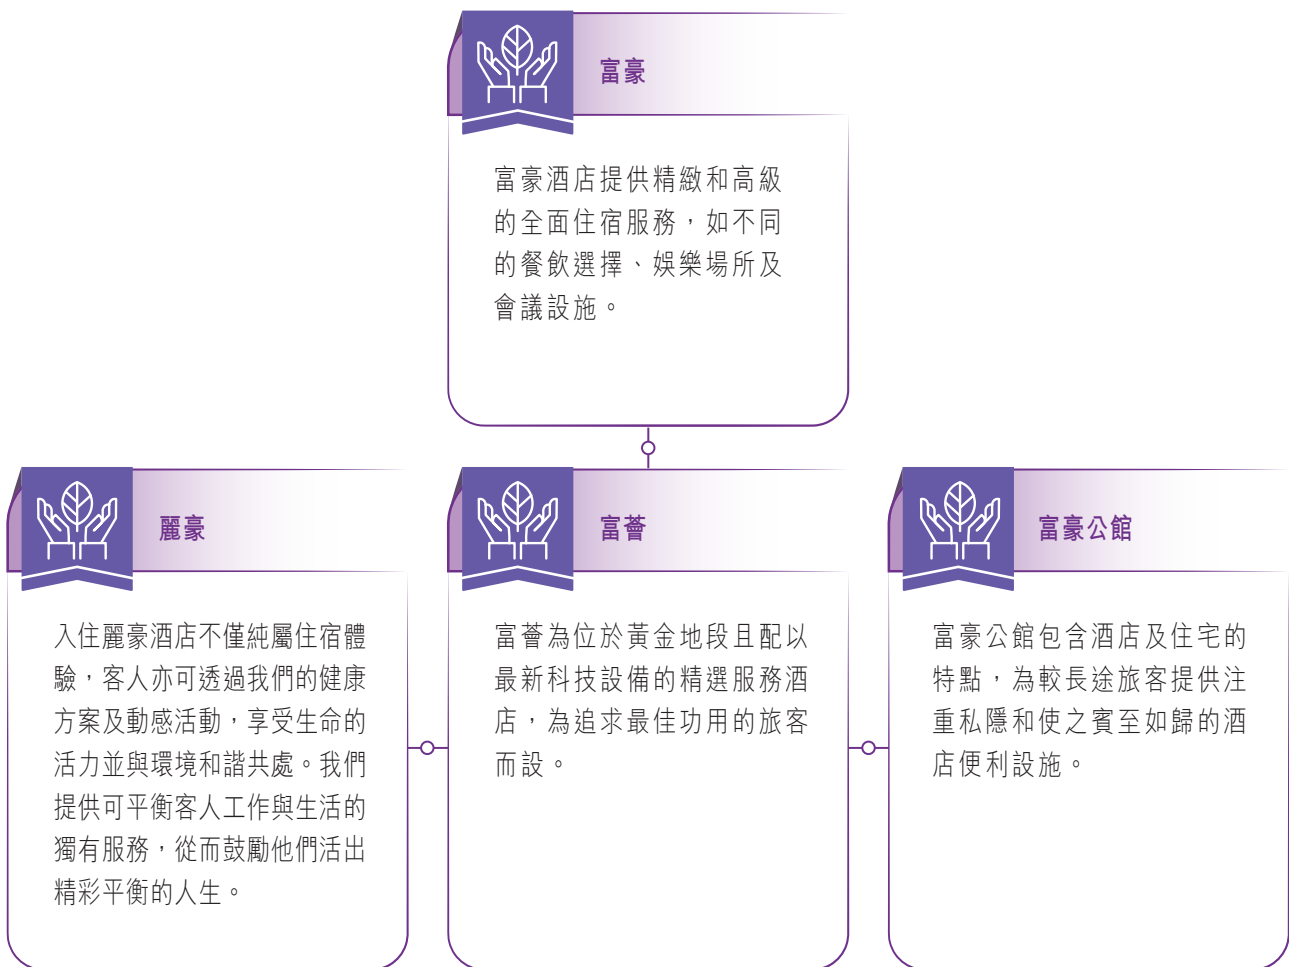 富豪
富豪酒店提供精緻和高級
的全面住宿服務，如不同
的餐飲選擇、娛樂場所及
會議設施。
麗豪
入住麗豪酒店不僅純屬住宿體
驗，客人亦可透過我們的健康
方案及動感活動，享受生命的
活力並與環境和諧共處。我們
提供可平衡客人工作與生活的
獨有服務，從而鼓勵他們活出
精彩平衡的人生。
富薈
富薈為位於黃金地段且配以
最新科技設備的精選服務酒
店，為追求最佳功用的旅客
而設。
富豪公館
富豪公館包含酒店及住宅的
特點，為較長途旅客提供注
重私隱和使之賓至如歸的酒
店便利設施。